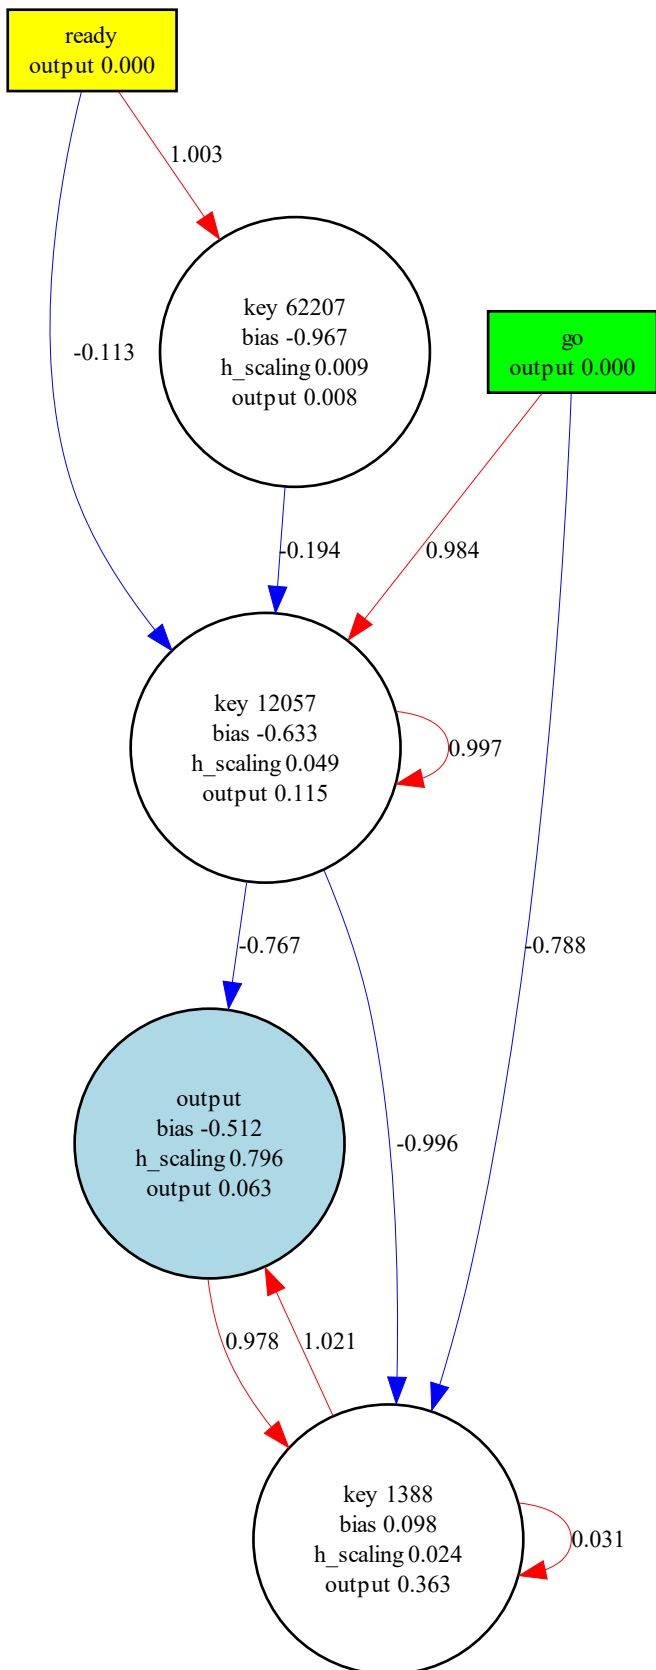 ready
output 0.000
1.003
key 62207
bias -0.967
h_scaling 0.009
output 0.008
go
output 0.000
-0.113
-0.194
0.984
key 12057
bias -0.633
h_scaling 0.049
output 0.115
0.997
-0.767
-0.788
output
bias -0.512
h_scaling 0.796
output 0.063
-0.996
0.978
1.021
key 1388
bias 0.098
h_scaling 0.024
output 0.363
0.031